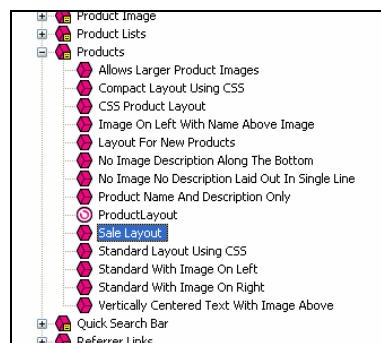 Product Image
Product Lists
Products
Allows Larger Product Images
Compact Layout Using CSS
CSS Product Layout
Image On Left With Name Above Image
Layout For New Products
No Image Description Along The Bottom
No Image No Description Laid Out In Single Line
Product Name And Description Only
ProductLayout
Sale Layout
Standard Layout Using CSS
Standard With Image On Left
Standard With Image On Right
Vertically Centered Text With Image Above
Quick Search Bar
Referrer Links